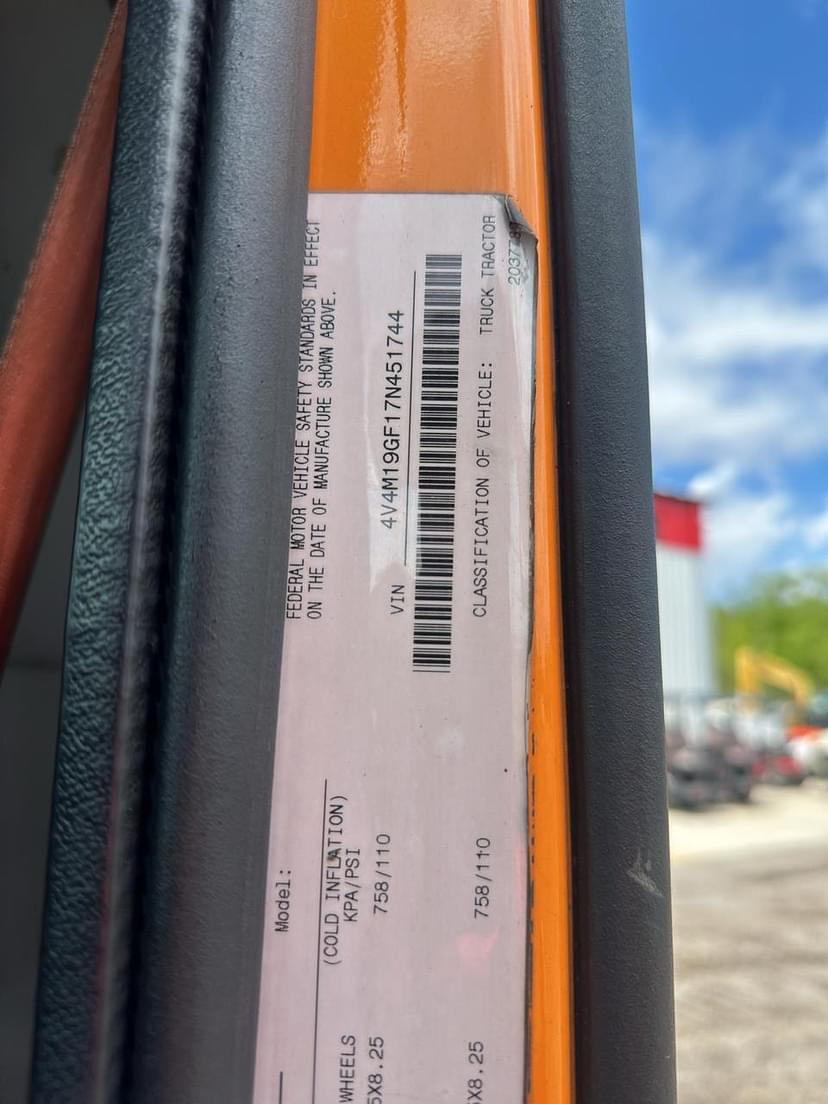 FEDERAL MOTOR VEHICLE SAFETY STANDARDS IN EFFECT
ON THE DATE OF MANUFACTURE SHOWN ABOVE.
VIN 4V4M19GF17N451744
CLASSIFICATION OF VEHICLE: TRUCK TRACTOR
Model:
(COLD INFLATION)
KPA/PSI
758/110
758/110
WHEELS
5X8.25
X8.25